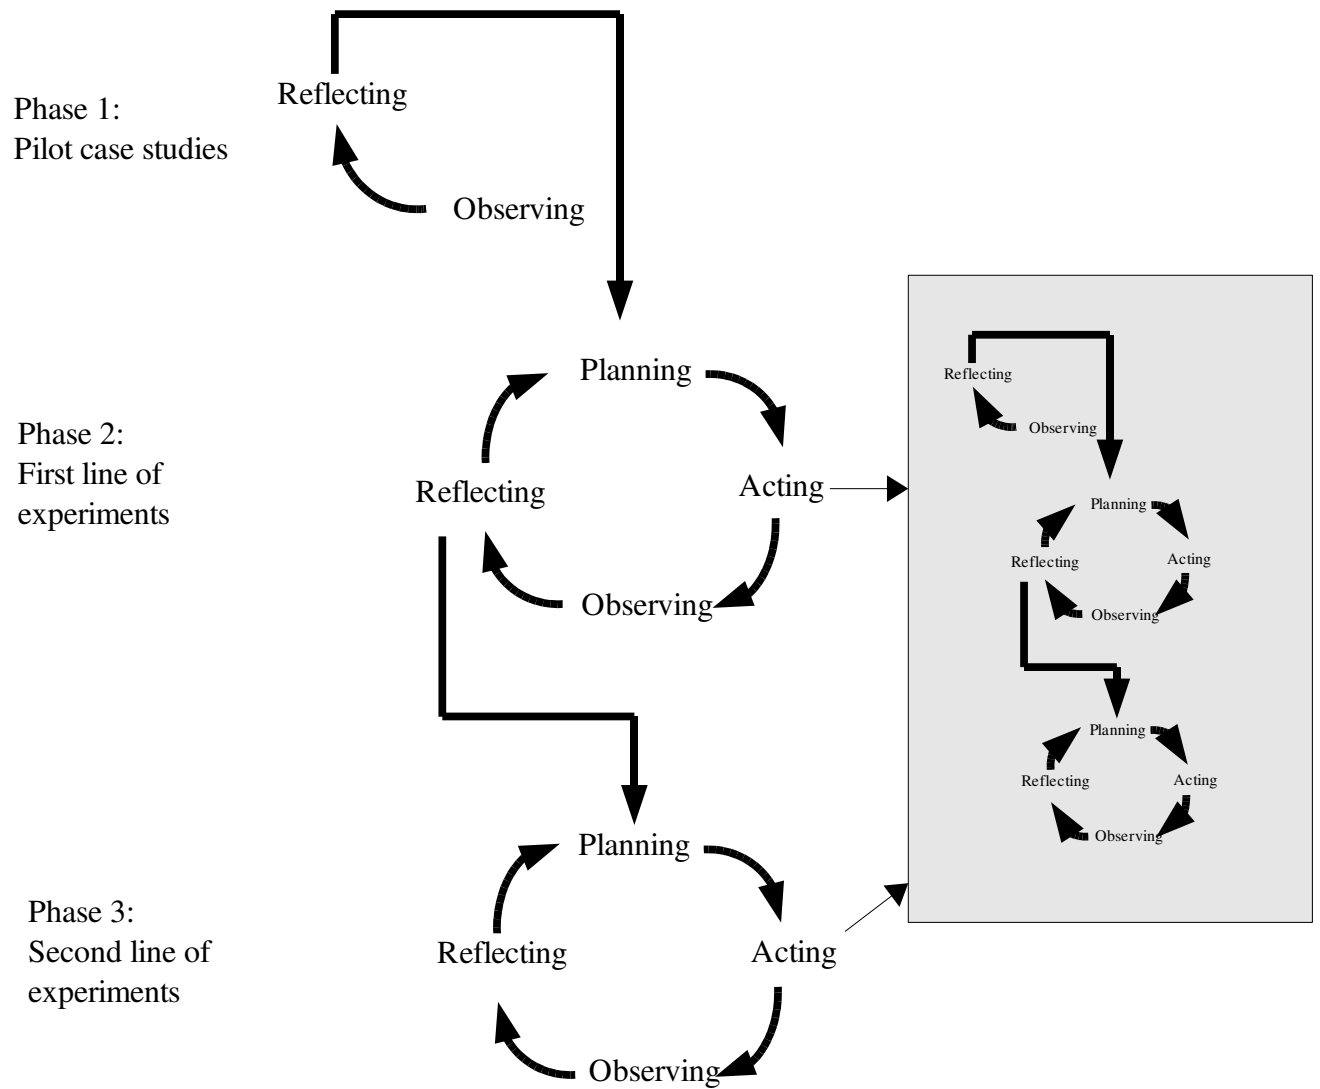 Phase 1:
Pilot case studies
Reflecting
Observing
Phase 2:
First line of
experiments
Planning
Reflecting
Acting
Observing
Phase 3:
Second line of
experiments
Planning
Reflecting
Acting
Observing
Reflecting
Observing
Planning
Reflecting
Acting
Observing
Planning
Reflecting
Acting
Observing